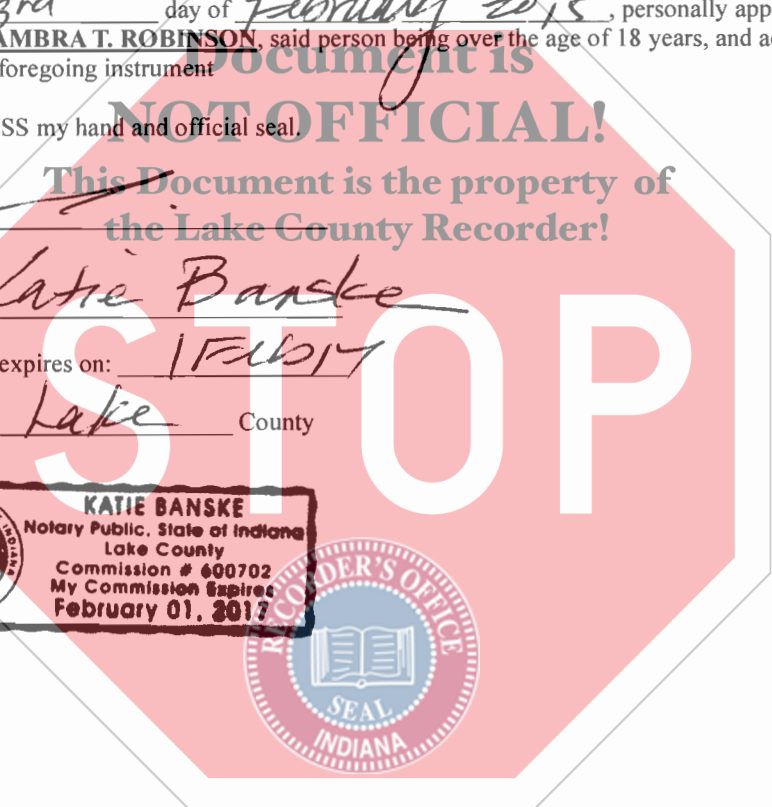 3rd day of February 2015, personally app
AMBRA T. ROBINSON, said person being over the age of 18 years, and a
foregoing instrument
Document is
NOT OFFICIAL!
SS my hand and official seal.
This Document is the property of
the Lake County Recorder!
Katie Banske
expires on: 1Feb17
Lake County
STOP
KATIE BANSKE
Notary Public, State of Indiana
Lake County
Commission # 600702
My Commission Expires
February 01, 2017
RECORDER'S OFFICE
SEAL
INDIANA